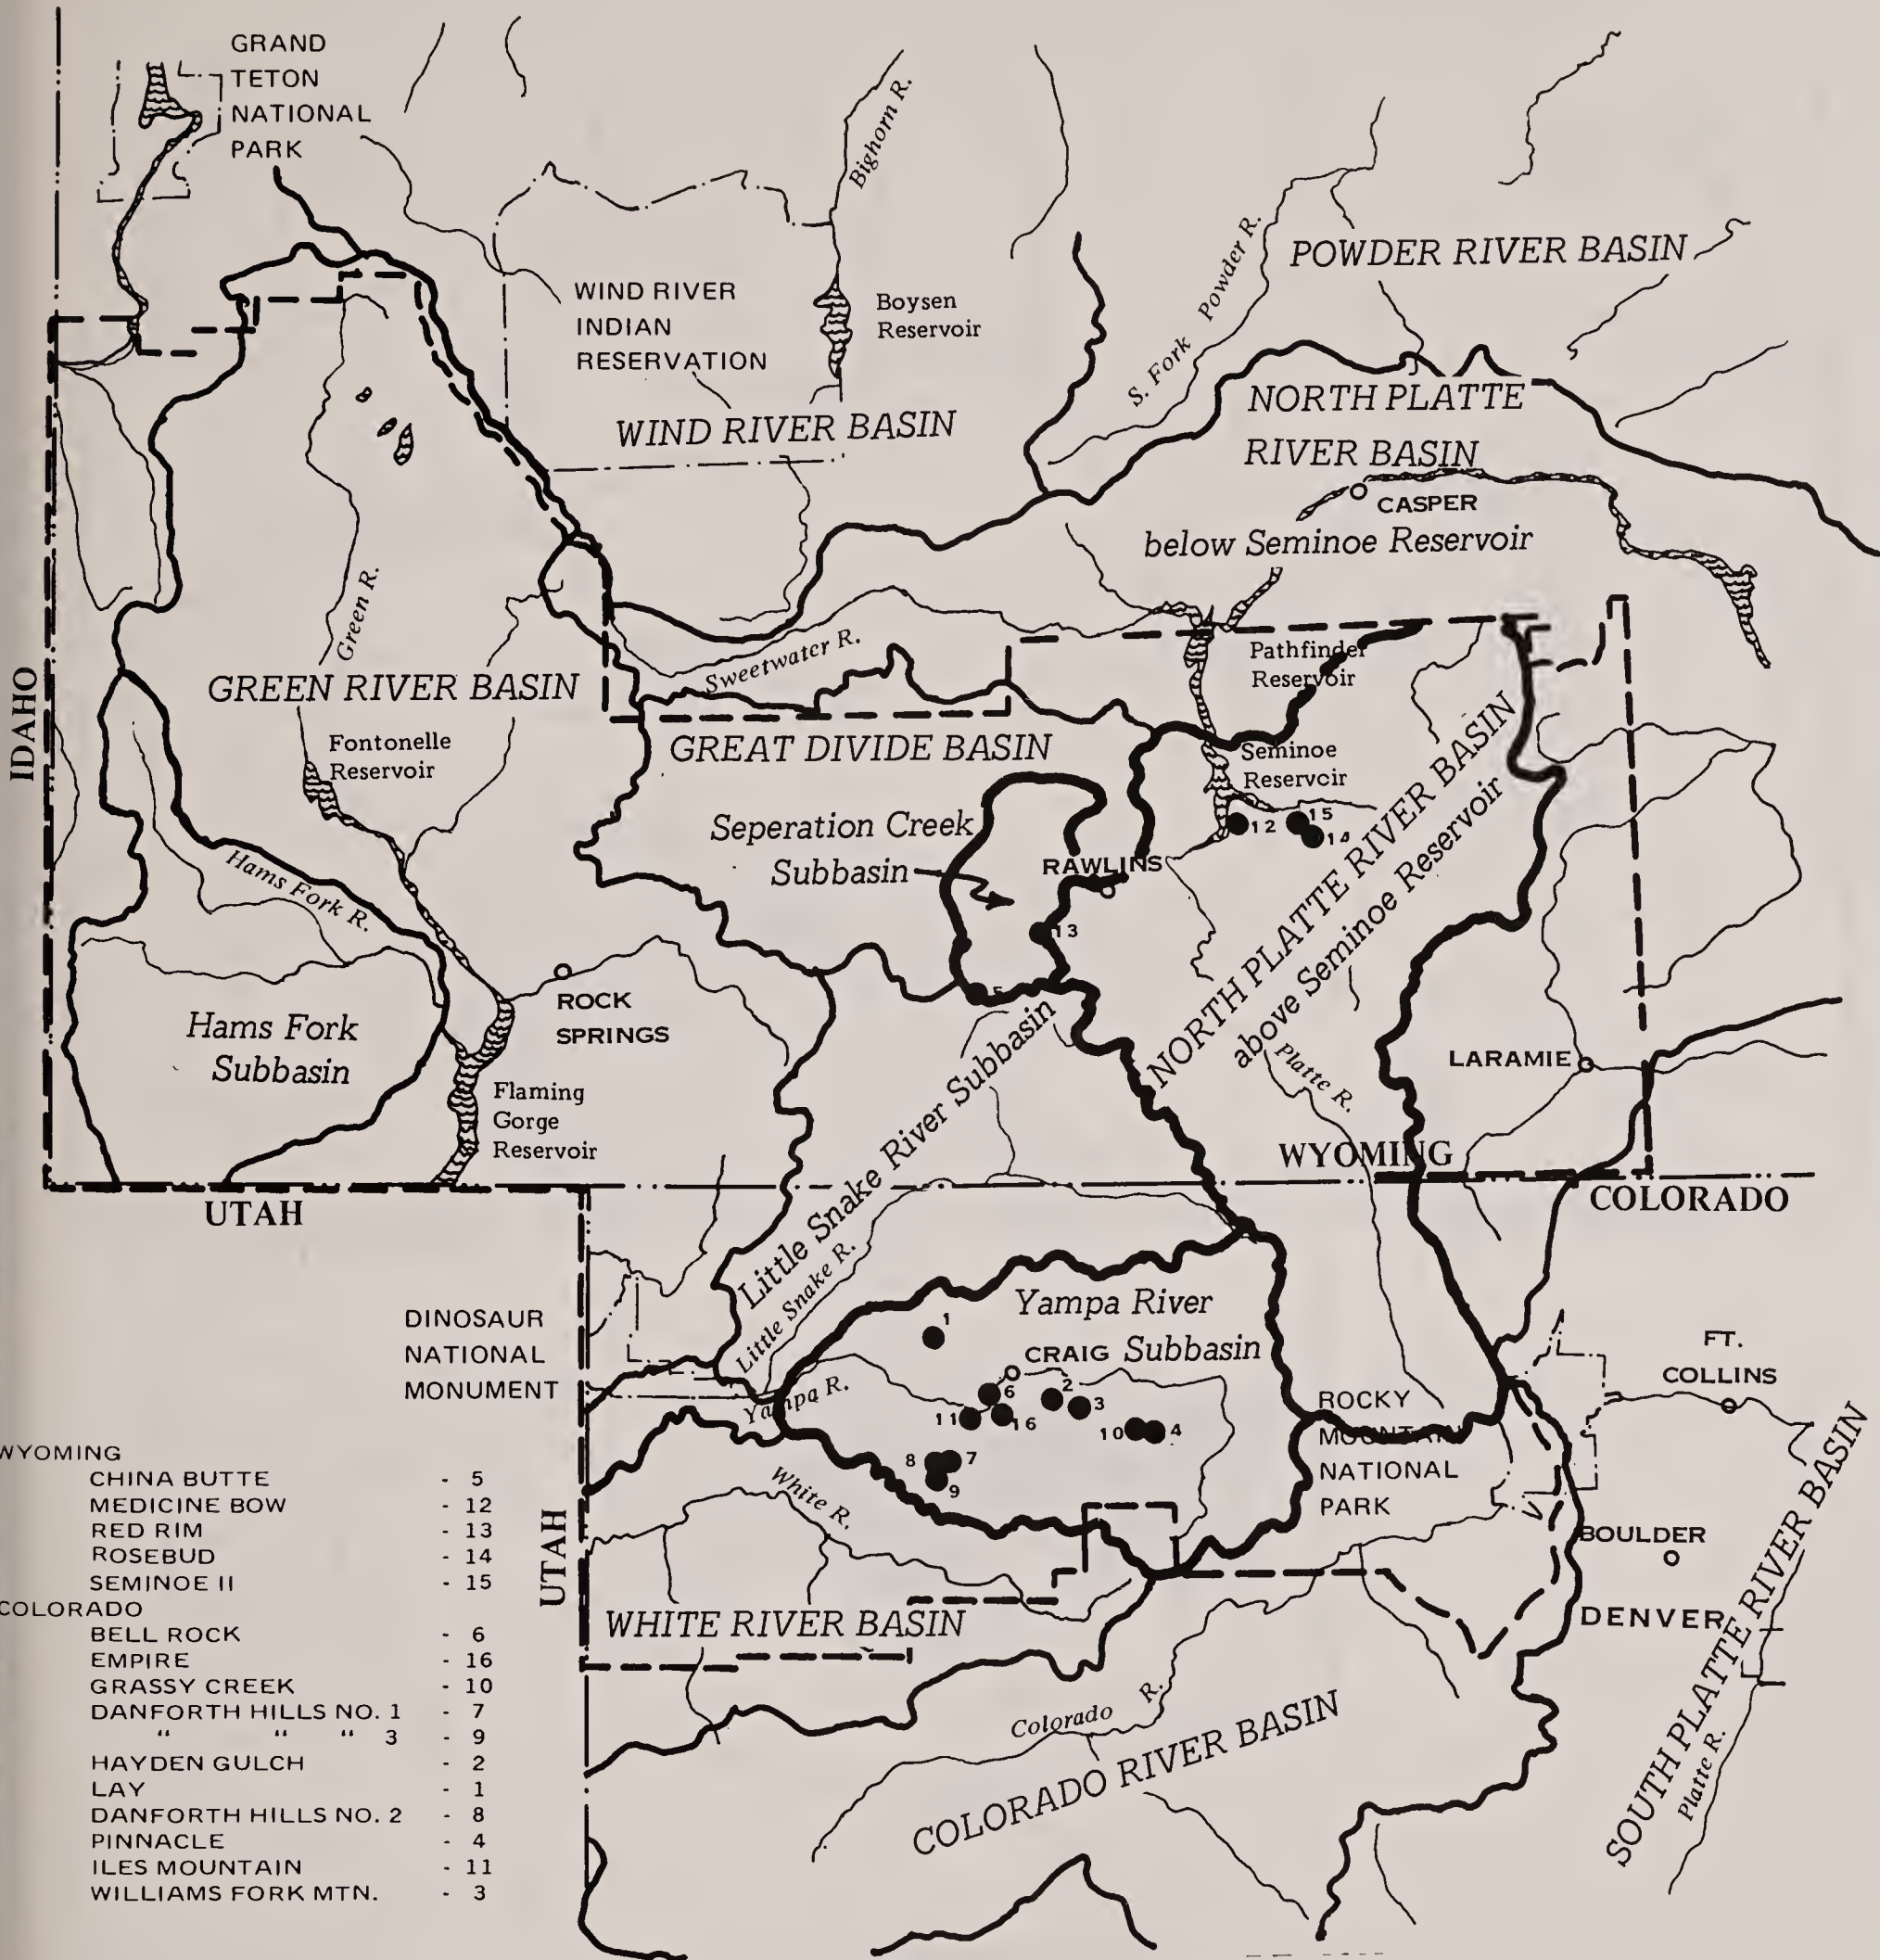 GRAND
TETON
NATIONAL
PARK
Bighorn R.
S. Fork Powder R.
POWDER RIVER BASIN
WIND RIVER
INDIAN
RESERVATION
Boysen
Reservoir
WIND RIVER BASIN
NORTH PLATTE
RIVER BASIN
CASPER
below Seminoe Reservoir
Green R.
Sweetwater R.
Pathfinder
Reservoir
IDAHO
GREEN RIVER BASIN
Fontonelle
Reservoir
GREAT DIVIDE BASIN
Seminoe
Reservoir
Seperation Creek
Subbasin
12
15
14
RAWLINS
Hams Fork R.
13
5
NORTH PLATTE RIVER BASIN
above Seminoe Reservoir
ROCK
SPRINGS
Hams Fork
Subbasin
LARAMIE
Platte R.
Flaming
Gorge
Reservoir
Little Snake River Subbasin
WYOMING
UTAH
COLORADO
Little Snake R.
Yampa River
Subbasin
1
CRAIG
DINOSAUR
NATIONAL
MONUMENT
Yampa R.
6
2
3
11
16
10
4
8
7
9
FT.
COLLINS
ROCKY
MOUNTAIN
NATIONAL
PARK
White R.
UTAH
BOULDER
DENVER
WHITE RIVER BASIN
Colorado R.
COLORADO RIVER BASIN
SOUTH PLATTE RIVER BASIN
Platte R.
WYOMING
CHINA BUTTE - 5
MEDICINE BOW - 12
RED RIM - 13
ROSEBUD - 14
SEMINOE II - 15
COLORADO
BELL ROCK - 6
EMPIRE - 16
GRASSY CREEK - 10
DANFORTH HILLS NO. 1 - 7
“ “ “ 3 - 9
HAYDEN GULCH - 2
LAY - 1
DANFORTH HILLS NO. 2 - 8
PINNACLE - 4
ILES MOUNTAIN - 11
WILLIAMS FORK MTN. - 3